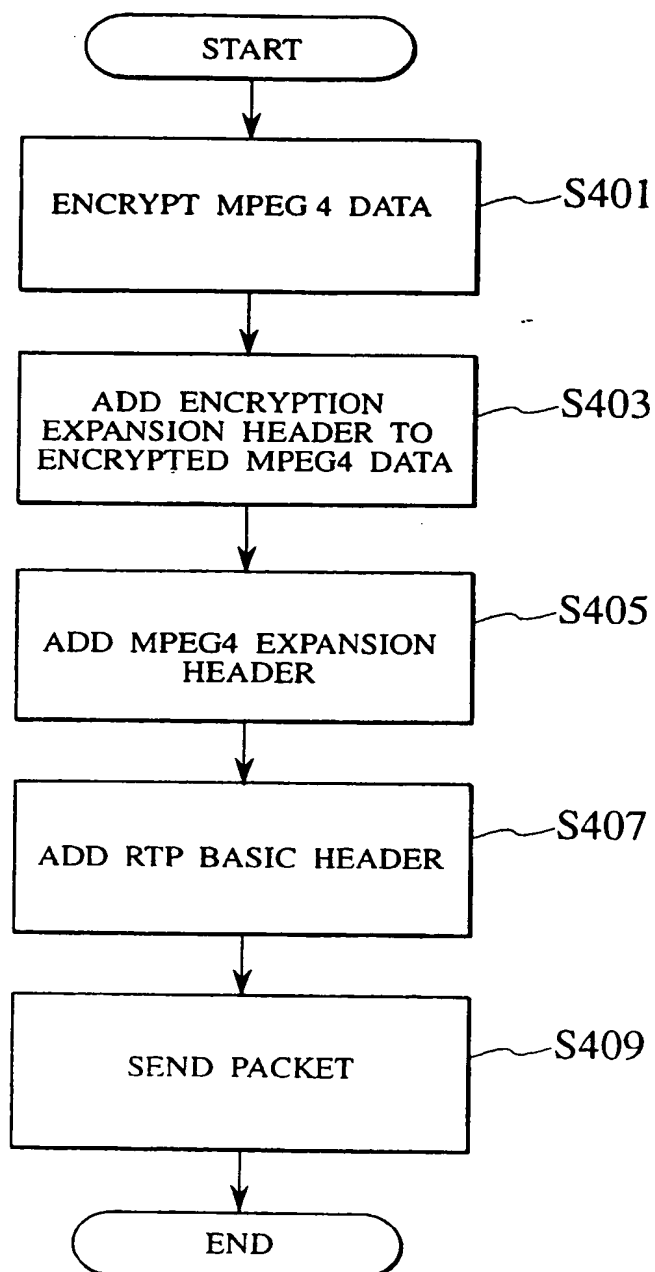 START
ENCRYPT MPEG 4 DATA
S401
ADD ENCRYPTION
EXPANSION HEADER TO
ENCRYPTED MPEG4 DATA
S403
ADD MPEG4 EXPANSION
HEADER
S405
ADD RTP BASIC HEADER
S407
SEND PACKET
S409
END